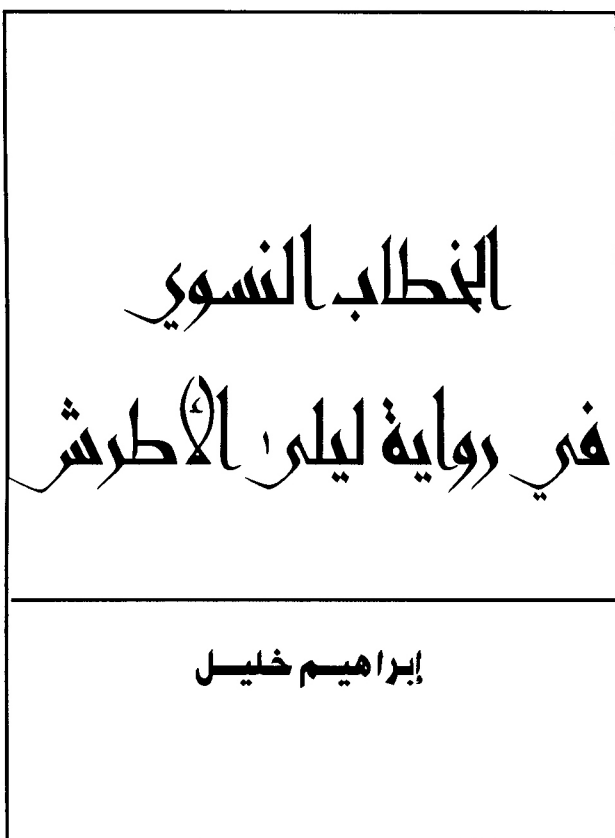 الخطاب النسوي
في رواية ليلى الأطرش
إبراهيم خليل